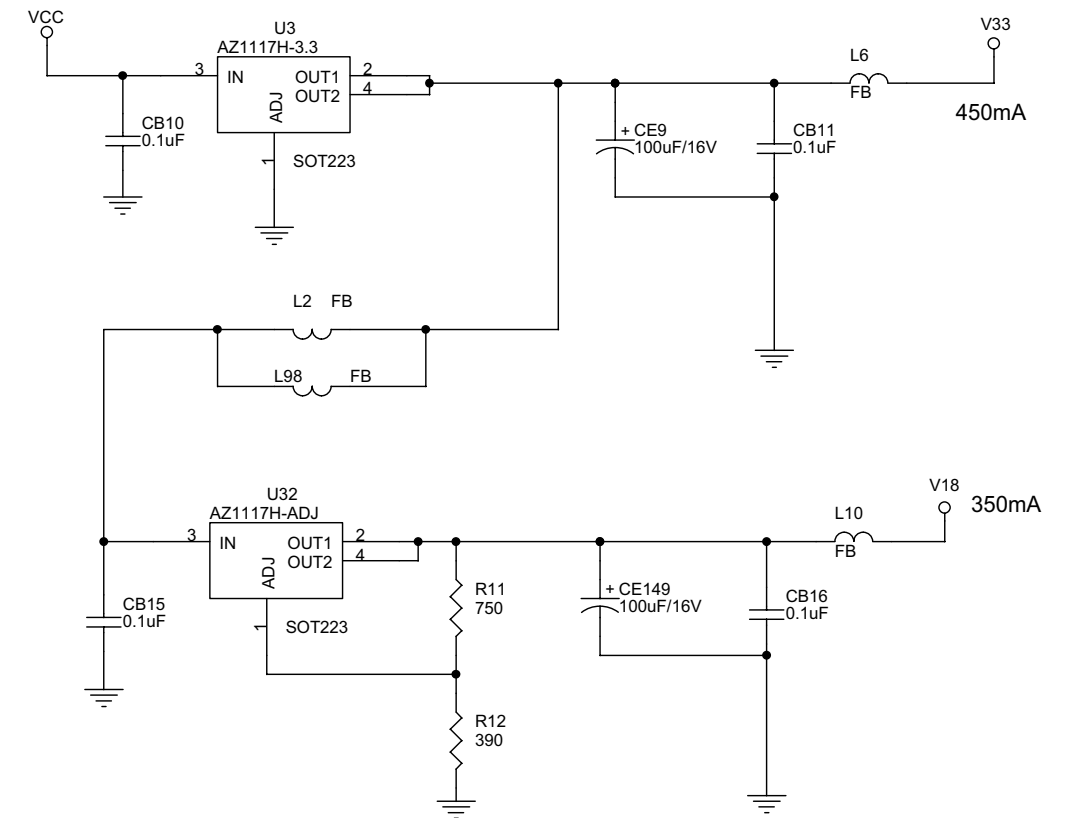 VCC
U3
AZ1117H-3.3
3
IN
OUT1
2
OUT2
4
ADJ
1
SOT223
CB10
0.1uF
+ CE9
100uF/16V
CB11
0.1uF
L6
FB
V33
450mA
L2 FB
L98 FB
U32
AZ1117H-ADJ
3
IN
OUT1
2
OUT2
4
ADJ
1
SOT223
CB15
0.1uF
R11
750
R12
390
+ CE149
100uF/16V
CB16
0.1uF
L10
FB
V18
350mA